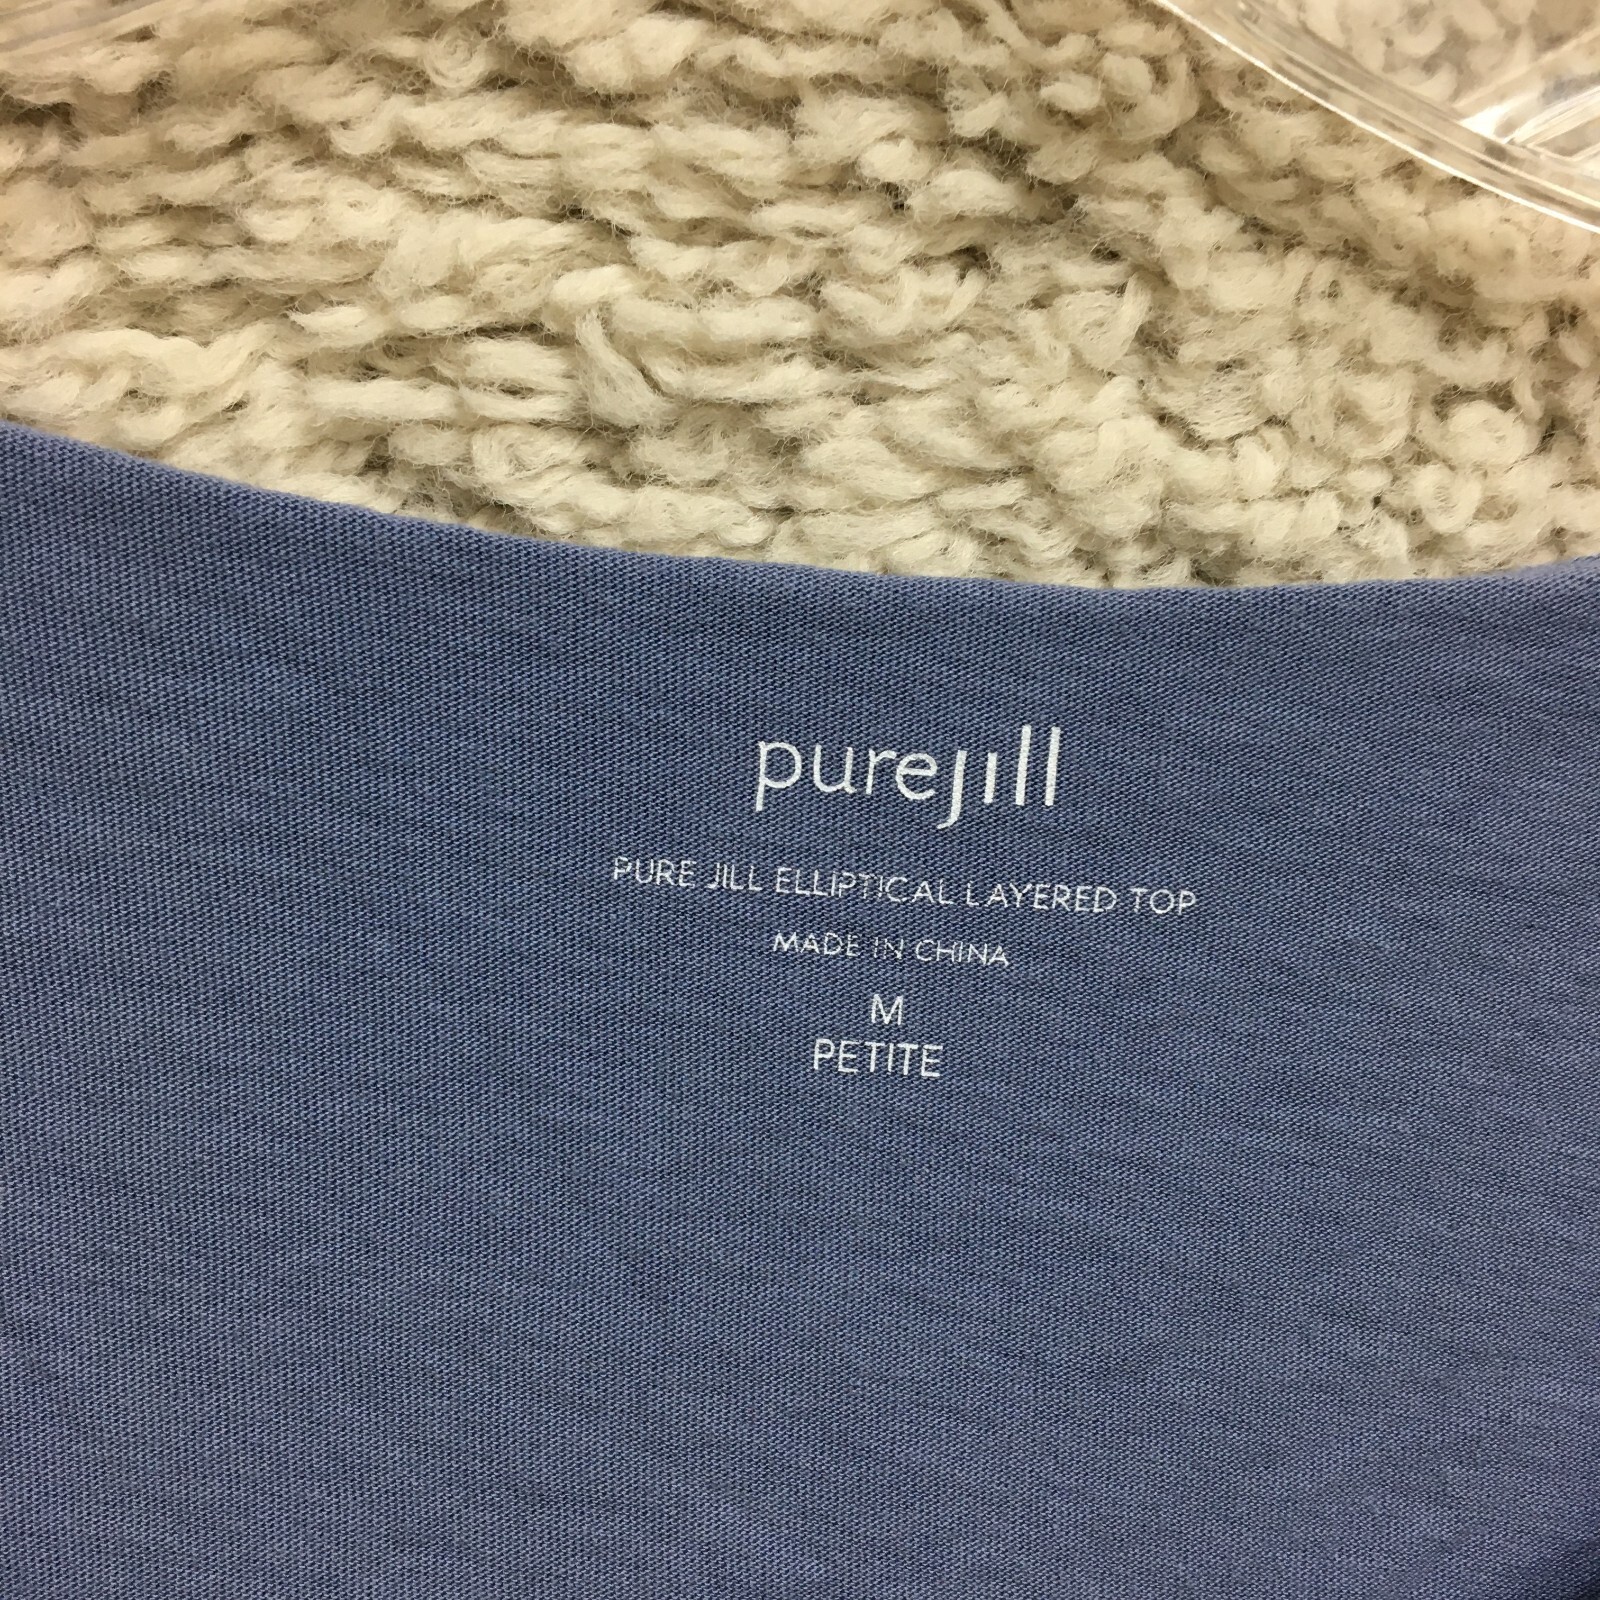 purejill
PURE JILL ELLIPTICAL LAYERED TOP
MADE IN CHINA
M
PETITE